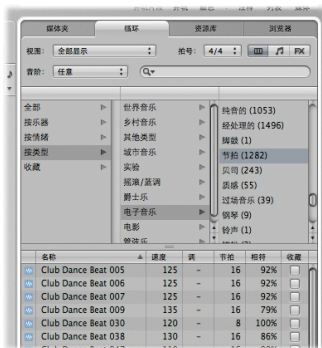 媒体夹 循环 资源库 浏览器
视图: 全部显示 拍号: 4/4 FX
音阶: 任意
全部 世界音乐 纯音的 (1053)
按乐器 乡村音乐 经处理的 (1496)
按情绪 其他类型 脚鼓 (1)
按类型 城市音乐 节拍 (1282)
收藏 实验 贝司 (243)
摇滚/蓝调 质感 (55)
爵士乐 过场音乐 (39)
电子音乐 钢琴 (9)
电影 铃声 (1)
管弦乐
名称 速度 调 节拍 相符 收藏
Club Dance Beat 005 125 - 16 92%
Club Dance Beat 006 125 - 16 92%
Club Dance Beat 007 125 - 16 92%
Club Dance Beat 009 135 - 16 79%
Club Dance Beat 030 120 - 8 100%
Club Dance Beat 038 130 - 16 86%